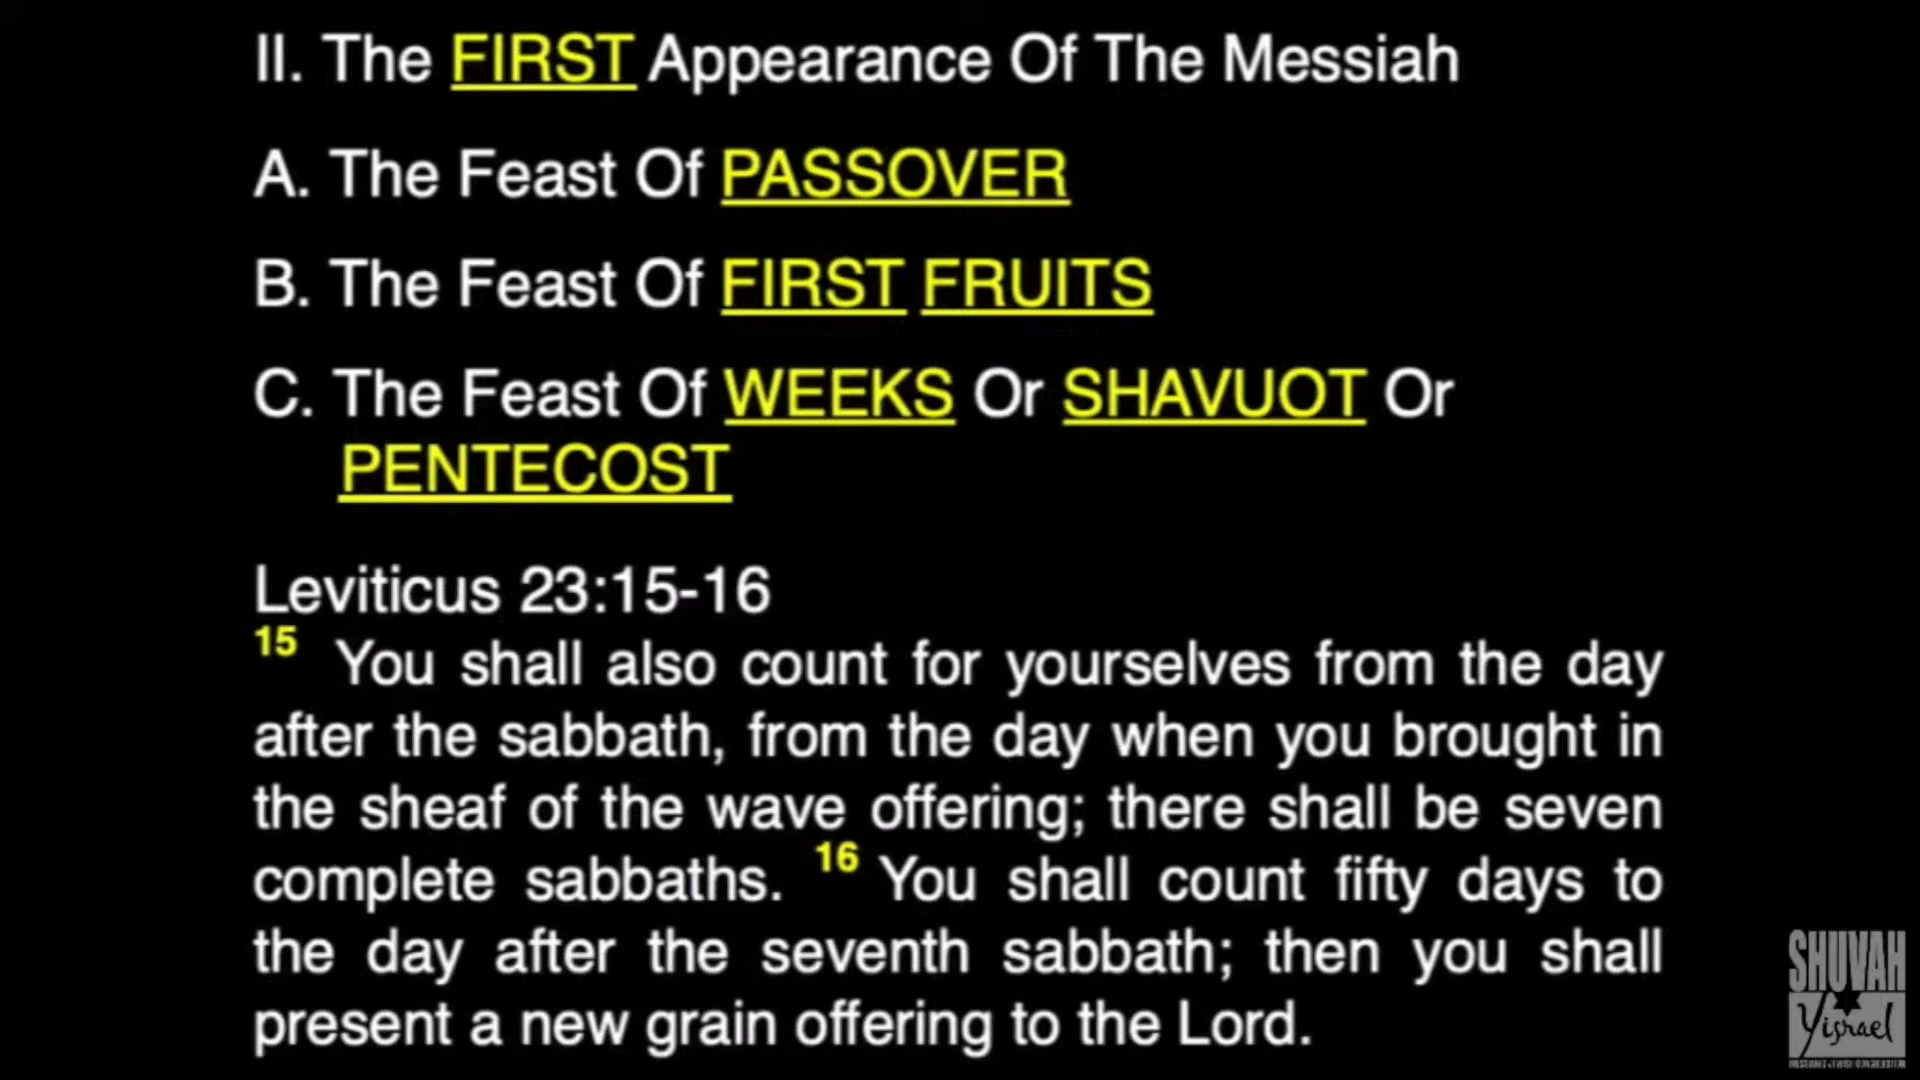 II. The FIRST Appearance Of The Messiah
A. The Feast Of PASSOVER
B. The Feast Of FIRST FRUITS
C. The Feast Of WEEKS Or SHAVUOT Or
PENTECOST
Leviticus 23:15-16
15 You shall also count for yourselves from the day
after the sabbath, from the day when you brought in
the sheaf of the wave offering; there shall be seven
complete sabbaths. 16 You shall count fifty days to
the day after the seventh sabbath; then you shall
present a new grain offering to the Lord.
SHUVAH
Yisrael